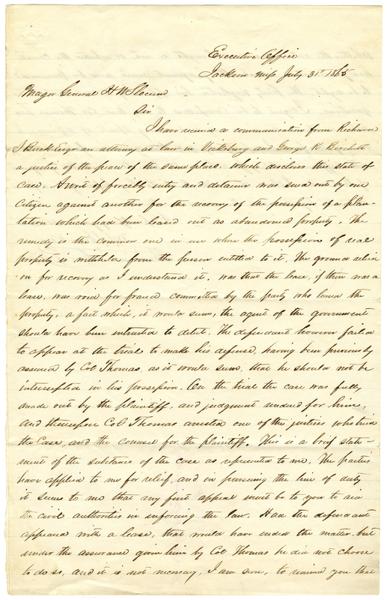 Executive Office
Jackson Miss July 31st 1865
Major General H W Slocum
Sir
I have received a communication from Richard
an attorney at law in Vicksburg and George
a justice of the peace of the same place, which discloses this state of
case. A writ of forcibly entry and detainer was sued out by one
citizen against another for the recovery of the possession of a plan-
tation which had been leased out as abandoned property. The
remedy is the common one in use where the possession of real
property is withheld from the person entitled to it. The ground relied
on for recovery as I understand it, was that the lease, if there was a
lease, was void for fraud committed by the party who leased the
property, a fact which, it would seem, the agent of the government
should have been intrusted to detect. The defendant however failed
to appear at the trial to make his defense, having been previously
assured by Col Thomas, as it would seem, that he should not be
interrupted in his possession. On the trial the case was fully
made out by the plaintiff, and judgment entered for him,
and thereupon Col Thomas arrested one of the justices who tried
the case, and the counsel for the plaintiff. This is a brief state-
ment of the substance of the case as represented to me. The parties
have applied to me for relief, and in pursuing the line of duty
it seems to me that my first appeal must be to you to aid
the civil authorities in enforcing the law. Had the defendant
appeared with a lease, that would have ended the matter, but
under the assurance given him by Col Thomas he did not choose
to do so, and it is not necessary, I am sure, to remind you that